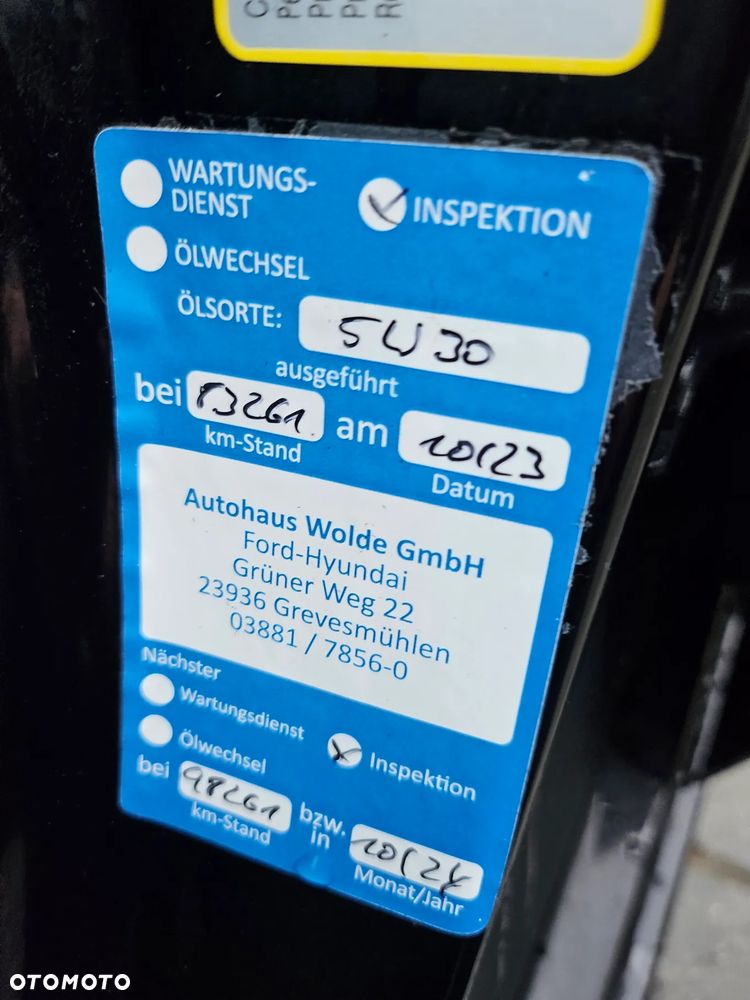 WARTUNGS-
DIENST
INSPEKTION
ÖLWECHSEL
ÖLSORTE: 5W30
ausgeführt
bei 83261 am 10/23
km-Stand Datum
Autohaus Wolde GmbH
Ford-Hyundai
Grüner Weg 22
23936 Grevesmühlen
03881 / 7856-0
Nächster
Wartungsdienst
Ölwechsel
Inspektion
bei 98261 bzw. in 10/24
km-Stand Monat/Jahr
OTOMOTO